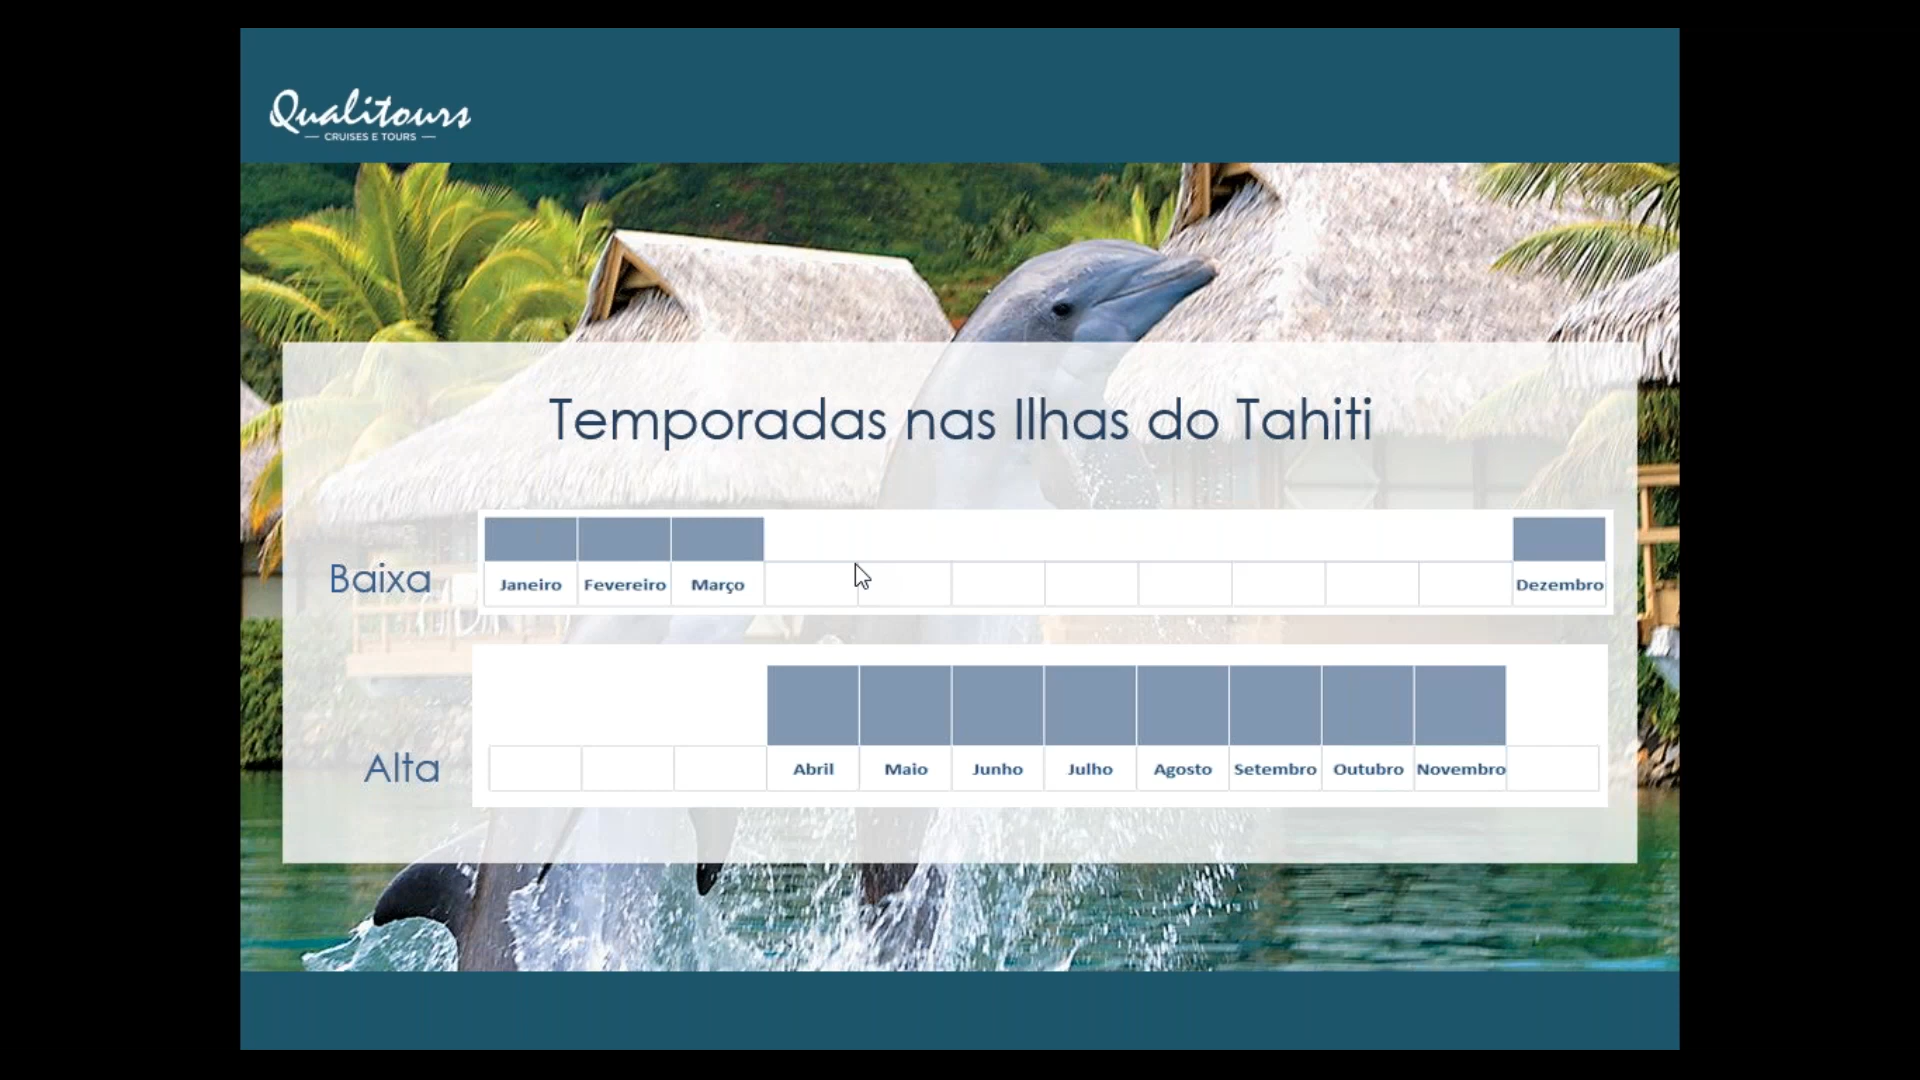 Qualitours
CRUISES E TOURS
Temporadas nas Ilhas do Tahiti
Baixa
Janeiro Fevereiro Março Dezembro
Alta
Abril Maio Junho Julho Agosto Setembro Outubro Novembro